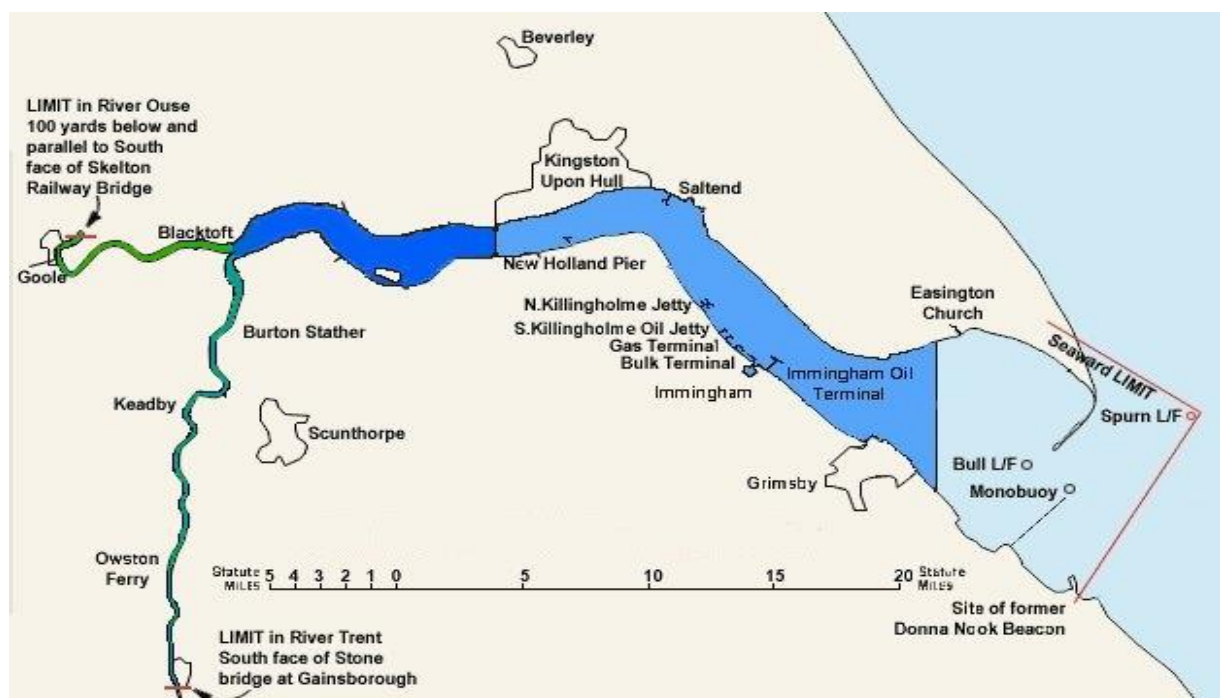 Beverley
LIMIT in River Ouse
100 yards below and
parallel to South
face of Skelton
Railway Bridge
Kingston
Upon Hull
Saltend
Blacktoft
Goole
New Holland Pier
Easington
Church
N.Killingholme Jetty
S.Killingholme Oil Jetty
Gas Terminal
Bulk Terminal
Immingham
Immingham Oil
Terminal
Seaward LIMIT
Spurn L/F
Burton Stather
Keadby
Scunthorpe
Bull L/F
Monobuoy
Grimsby
Owston
Ferry
Statute
MILES
5 4 3 2 1 0 5 10 15 20
Statute
MILES
Site of former
Donna Nook Beacon
LIMIT in River Trent
South face of Stone
bridge at Gainsborough